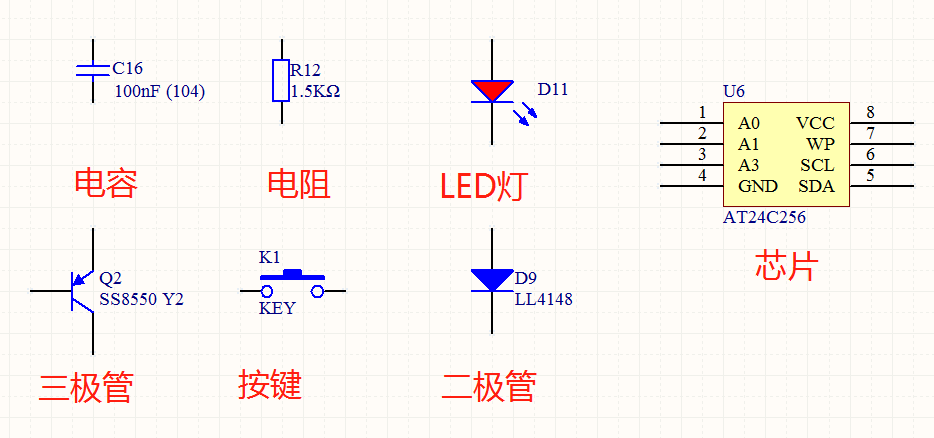 C16
100nF (104)
电容
R12
1.5KΩ
电阻
D11
LED灯
U6
1 A0 VCC 8
2 A1 WP 7
3 A3 SCL 6
4 GND SDA 5
AT24C256
芯片
Q2
SS8550 Y2
三极管
K1
KEY
按键
D9
LL4148
二极管